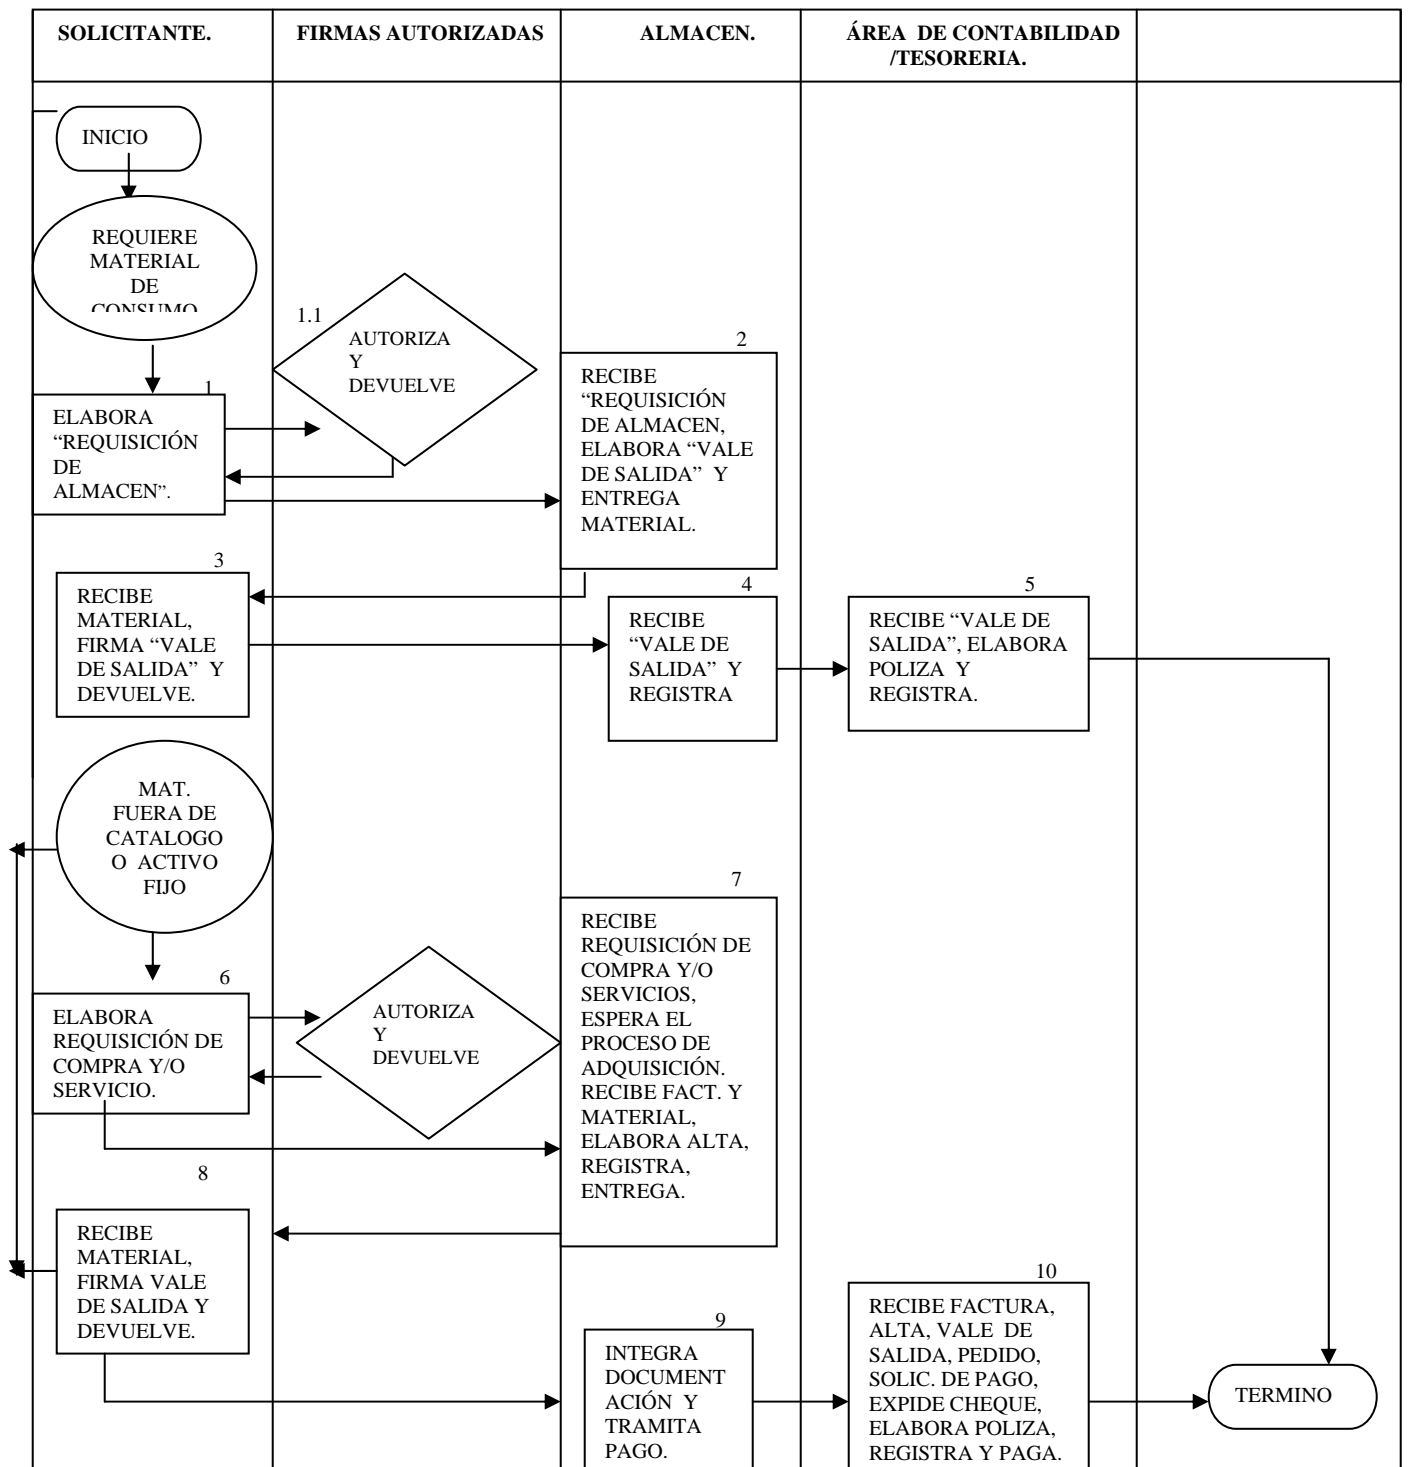 SOLICITANTE.
FIRMAS AUTORIZADAS
ALMACEN.
ÁREA DE CONTABILIDAD
/TESORERIA.
INICIO
REQUIERE
MATERIAL
DE
CONSUMO
1.1
AUTORIZA
Y
DEVUELVE
1
ELABORA
“REQUISICIÓN
DE
ALMACEN”.
2
RECIBE
“REQUISICIÓN
DE ALMACEN,
ELABORA “VALE
DE SALIDA” Y
ENTREGA
MATERIAL.
3
RECIBE
MATERIAL,
FIRMA “VALE
DE SALIDA” Y
DEVUELVE.
4
RECIBE
“VALE DE
SALIDA” Y
REGISTRA
5
RECIBE “VALE DE
SALIDA”, ELABORA
POLIZA Y
REGISTRA.
MAT.
FUERA DE
CATALOGO
O ACTIVO
FIJO
6
ELABORA
REQUISICIÓN DE
COMPRA Y/O
SERVICIO.
AUTORIZA
Y
DEVUELVE
7
RECIBE
REQUISICIÓN DE
COMPRA Y/O
SERVICIOS,
ESPERA EL
PROCESO DE
ADQUISICIÓN.
RECIBE FACT. Y
MATERIAL,
ELABORA ALTA,
REGISTRA,
ENTREGA.
8
RECIBE
MATERIAL,
FIRMA VALE
DE SALIDA Y
DEVUELVE.
9
INTEGRA
DOCUMENT
ACIÓN Y
TRAMITA
PAGO.
10
RECIBE FACTURA,
ALTA, VALE DE
SALIDA, PEDIDO,
SOLIC. DE PAGO,
EXPIDE CHEQUE,
ELABORA POLIZA,
REGISTRA Y PAGA.
TERMINO